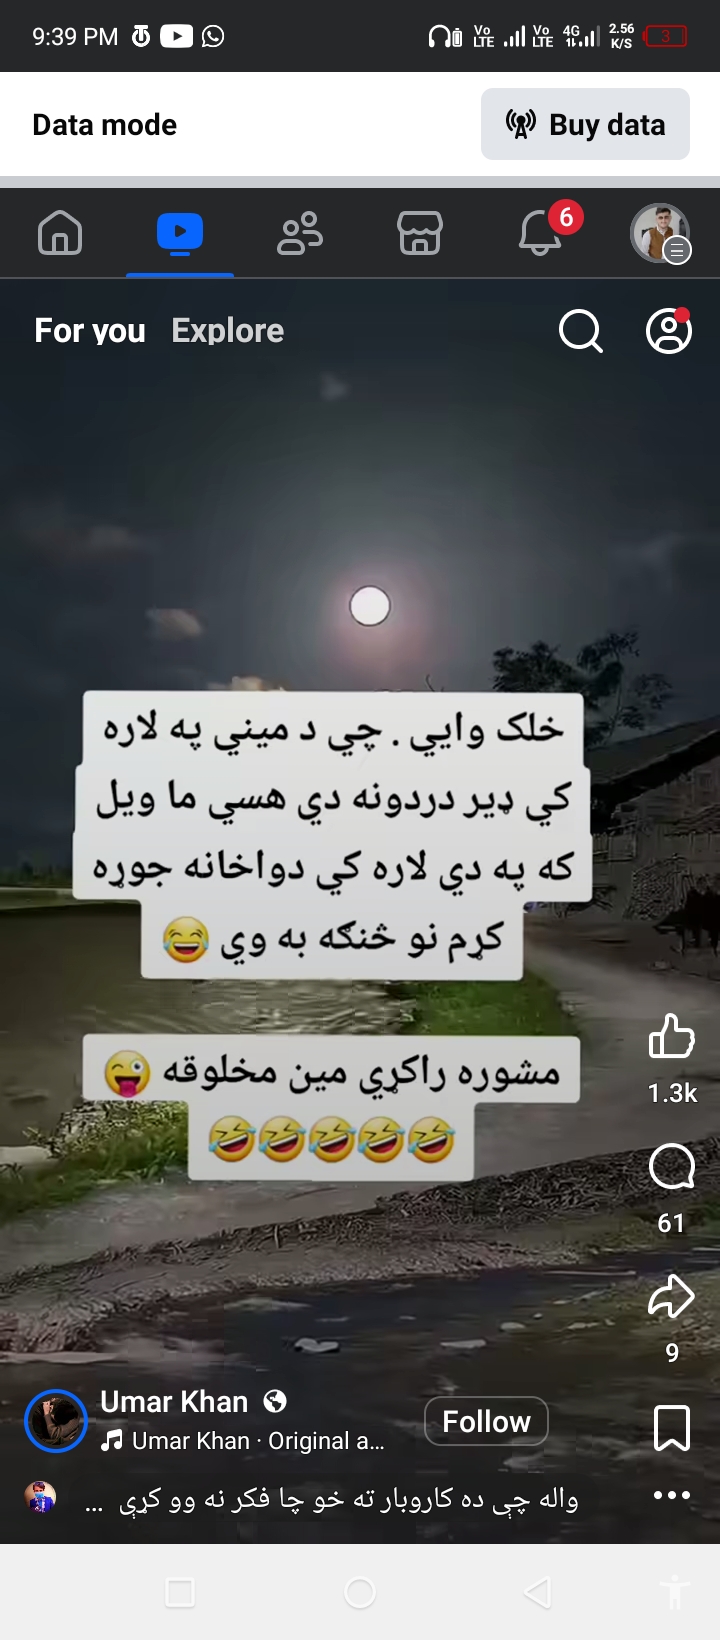 9:39 PM
Vo LTE Vo LTE 4G 2.56 K/S 3
Data mode
Buy data
6
For you Explore
خلک وايي . چي د ميني په لاره
کي ډير دردونه دي هسي ما ويل
که په دي لاره کي دواخانه جوړه
کړم نو څنګه به وي 😂
مشوره راکړي مين مخلوقه 😜
🤣🤣🤣🤣🤣
1.3k
61
9
Umar Khan
Umar Khan · Original a...
Follow
واله چې ده کاروبار ته خو چا فکر نه وو کړې ...